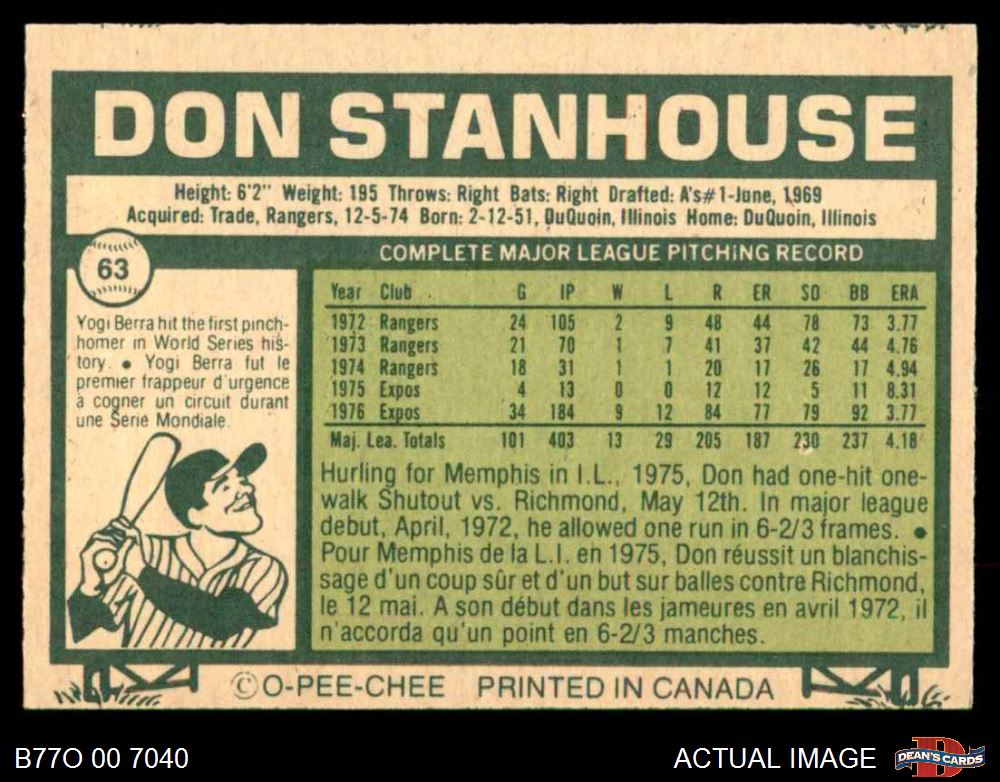 DON STANHOUSE
Height: 6'2" Weight: 195 Throws: Right Bats: Right Drafted: A's#1-June, 1969
Acquired: Trade, Rangers, 12-5-74 Born: 2-12-51, DuQuoin, Illinois Home: DuQuoin, Illinois
63
Yogi Berra hit the first pinch-
homer in World Series his-
tory. ● Yogi Berra fut le
premier frappeur d'urgence
à cogner un circuit durant
une Série Mondiale.
COMPLETE MAJOR LEAGUE PITCHING RECORD
Year Club G IP W L R ER SO BB ERA
1972 Rangers 24 105 2 9 48 44 78 73 3.77
1973 Rangers 21 70 1 7 41 37 42 44 4.76
1974 Rangers 18 31 1 1 20 17 26 17 4.94
1975 Expos 4 13 0 0 12 12 5 11 8.31
1976 Expos 34 184 9 12 84 77 79 92 3.77
Maj. Lea. Totals 101 403 13 29 205 187 230 237 4.18
Hurling for Memphis in I.L., 1975, Don had one-hit one-
walk Shutout vs. Richmond, May 12th. In major league
debut, April, 1972, he allowed one run in 6-2/3 frames. ●
Pour Memphis de la L.I. en 1975, Don réussit un blanchis-
sage d'un coup sûr et d'un but sur balles contre Richmond,
le 12 mai. A son début dans les jameures en avril 1972, il
n'accorda qu'un point en 6-2/3 manches.
©O-PEE-CHEE PRINTED IN CANADA
B77O 00 7040
ACTUAL IMAGE
DEAN'S CARDS